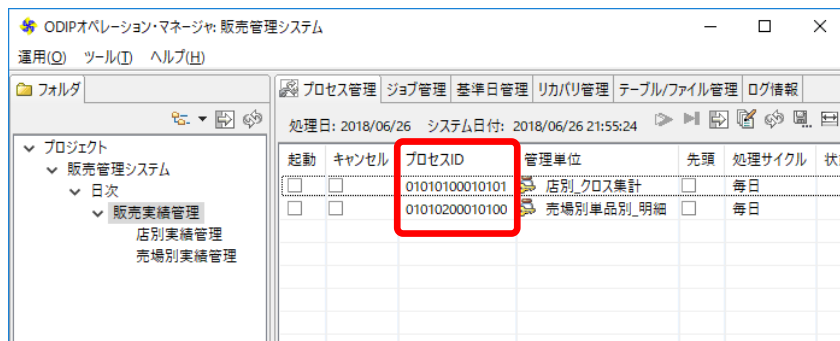 ODIPオペレーション・マネージャ: 販売管理システム
運用(O) ツール(T) ヘルプ(H)
フォルダ
プロセス管理 ジョブ管理 基準日管理 リカバリ管理 テーブル/ファイル管理 ログ情報
処理日: 2018/06/26 システム日付: 2018/06/26 21:55:24
プロジェクト
販売管理システム
日次
販売実績管理
店別実績管理
売場別実績管理
起動 キャンセル プロセスID 管理単位 先頭 処理サイクル 状
01010100010101 店別_クロス集計 毎日
01010200010100 売場別単品別_明細 毎日